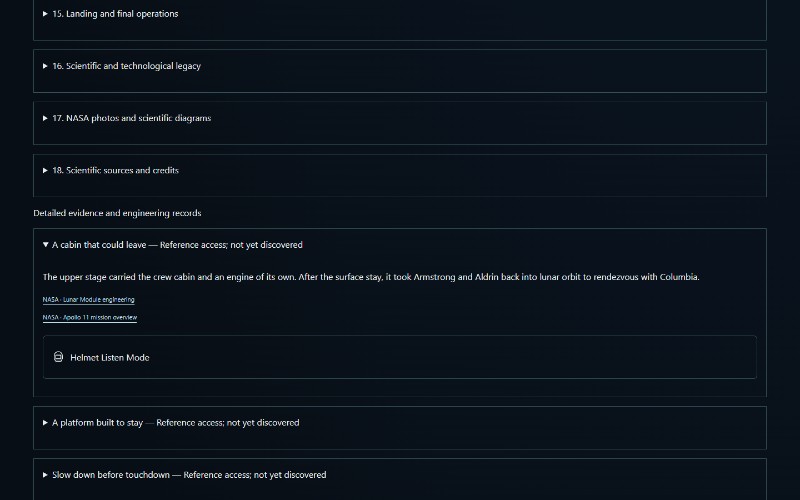 15. Landing and final operations
16. Scientific and technological legacy
17. NASA photos and scientific diagrams
18. Scientific sources and credits
Detailed evidence and engineering records
A cabin that could leave — Reference access; not yet discovered
The upper stage carried the crew cabin and an engine of its own. After the surface stay, it took Armstrong and Aldrin back into lunar orbit to rendezvous with Columbia.
NASA · Lunar Module engineering
NASA · Apollo 11 mission overview
Helmet Listen Mode
A platform built to stay — Reference access; not yet discovered
Slow down before touchdown — Reference access; not yet discovered